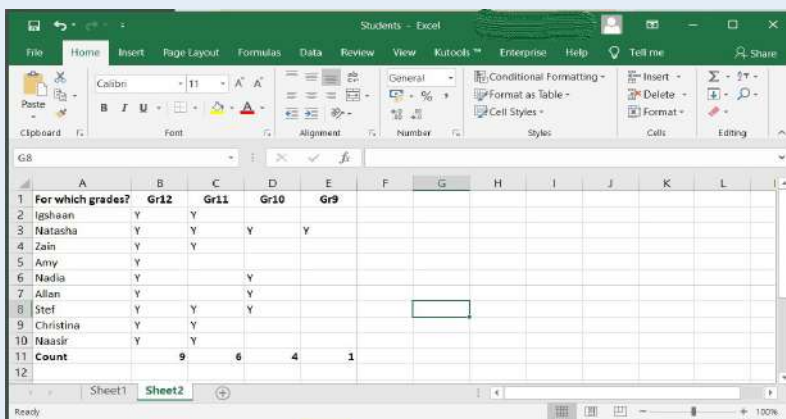 Students - Excel
File Home Insert Page Layout Formulas Data Review View Kutools ™ Enterprise Help Tell me Share
Paste
Calibri 11 A A
B I U A
General
% ,
Conditional Formatting
Format as Table
Cell Styles
Insert
Delete
Format
Clipboard Font Alignment Number Styles Cells Editing
G8 fx
A B C D E F G H I J K L
1 For which grades? Gr12 Gr11 Gr10 Gr9
2 Igshaan Y Y
3 Natasha Y Y Y Y
4 Zain Y Y
5 Amy Y
6 Nadia Y Y
7 Allan Y Y
8 Stef Y Y Y
9 Christina Y Y
10 Naasir Y Y
11 Count 9 6 4 1
12
Sheet1 Sheet2
Ready 100%